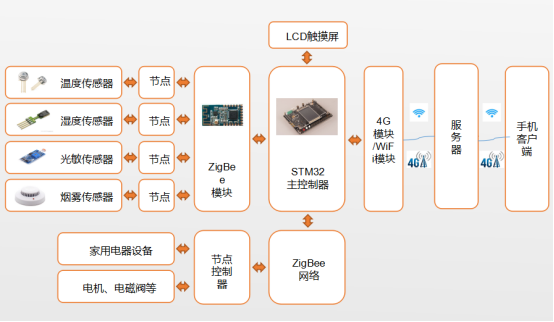 LCD触摸屏
温度传感器
节点
湿度传感器
节点
光敏传感器
节点
烟雾传感器
节点
ZigBe
e
模块
STM32
主控制器
4G
模块
/WiF
i模块
4G
服
务
器
4G
手机
客户
端
家用电器设备
电机、电磁阀等
节点
控制
器
ZigBee
网络